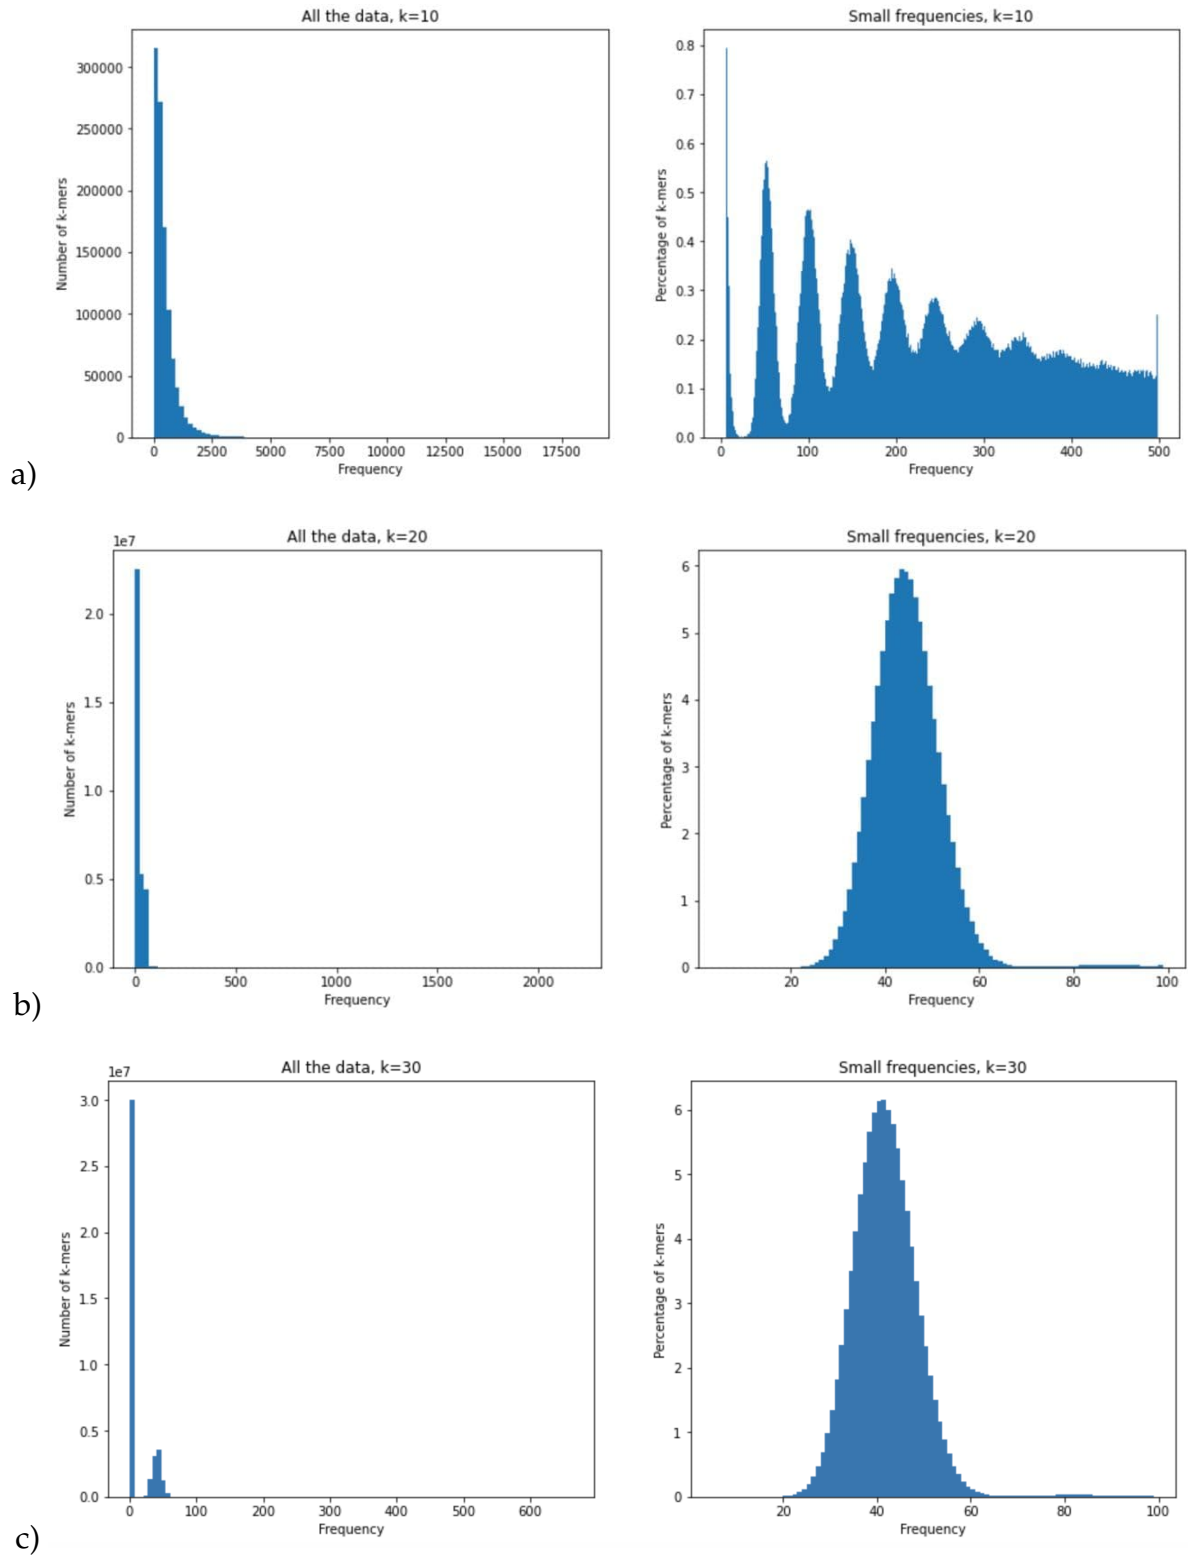 All the data, k=10
Small frequencies, k=10
300000
250000
200000
150000
100000
50000
0
Number of k-mers
0 2500 5000 7500 10000 12500 15000 17500
Frequency
0.8
0.7
0.6
0.5
0.4
0.3
0.2
0.1
0.0
Percentage of k-mers
0 100 200 300 400 500
Frequency
a)
All the data, k=20
Small frequencies, k=20
1e7
2.0
1.5
1.0
0.5
0.0
Number of k-mers
0 500 1000 1500 2000
Frequency
6
5
4
3
2
1
0
Percentage of k-mers
20 40 60 80 100
Frequency
b)
All the data, k=30
Small frequencies, k=30
1e7
3.0
2.5
2.0
1.5
1.0
0.5
0.0
Number of k-mers
0 100 200 300 400 500 600
Frequency
6
5
4
3
2
1
0
Percentage of k-mers
20 40 60 80 100
Frequency
c)